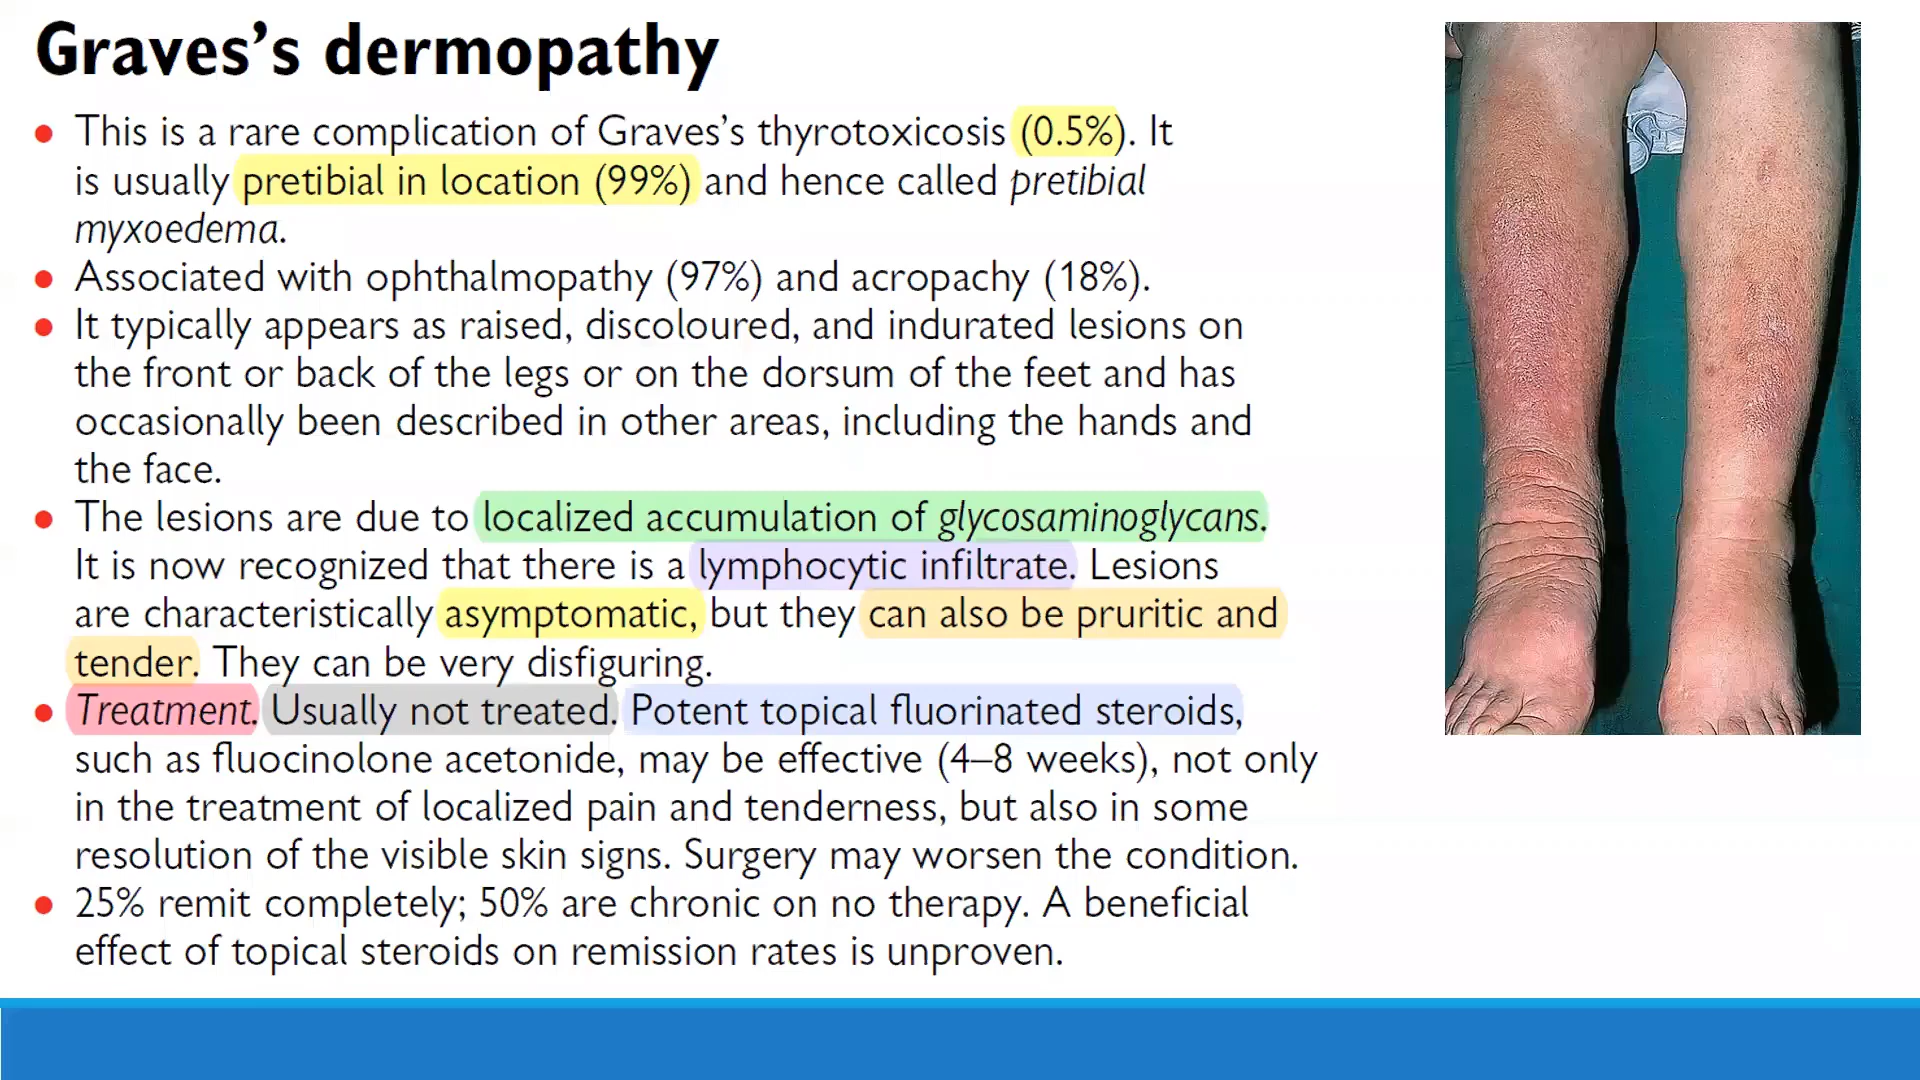 Graves’s dermopathy
• This is a rare complication of Graves’s thyrotoxicosis (0.5%). It
is usually pretibial in location (99%) and hence called pretibial
myxoedema.
• Associated with ophthalmopathy (97%) and acropachy (18%).
• It typically appears as raised, discoloured, and indurated lesions on
the front or back of the legs or on the dorsum of the feet and has
occasionally been described in other areas, including the hands and
the face.
• The lesions are due to localized accumulation of glycosaminoglycans.
It is now recognized that there is a lymphocytic infiltrate. Lesions
are characteristically asymptomatic, but they can also be pruritic and
tender. They can be very disfiguring.
• Treatment. Usually not treated. Potent topical fluorinated steroids,
such as fluocinolone acetonide, may be effective (4–8 weeks), not only
in the treatment of localized pain and tenderness, but also in some
resolution of the visible skin signs. Surgery may worsen the condition.
• 25% remit completely; 50% are chronic on no therapy. A beneficial
effect of topical steroids on remission rates is unproven.